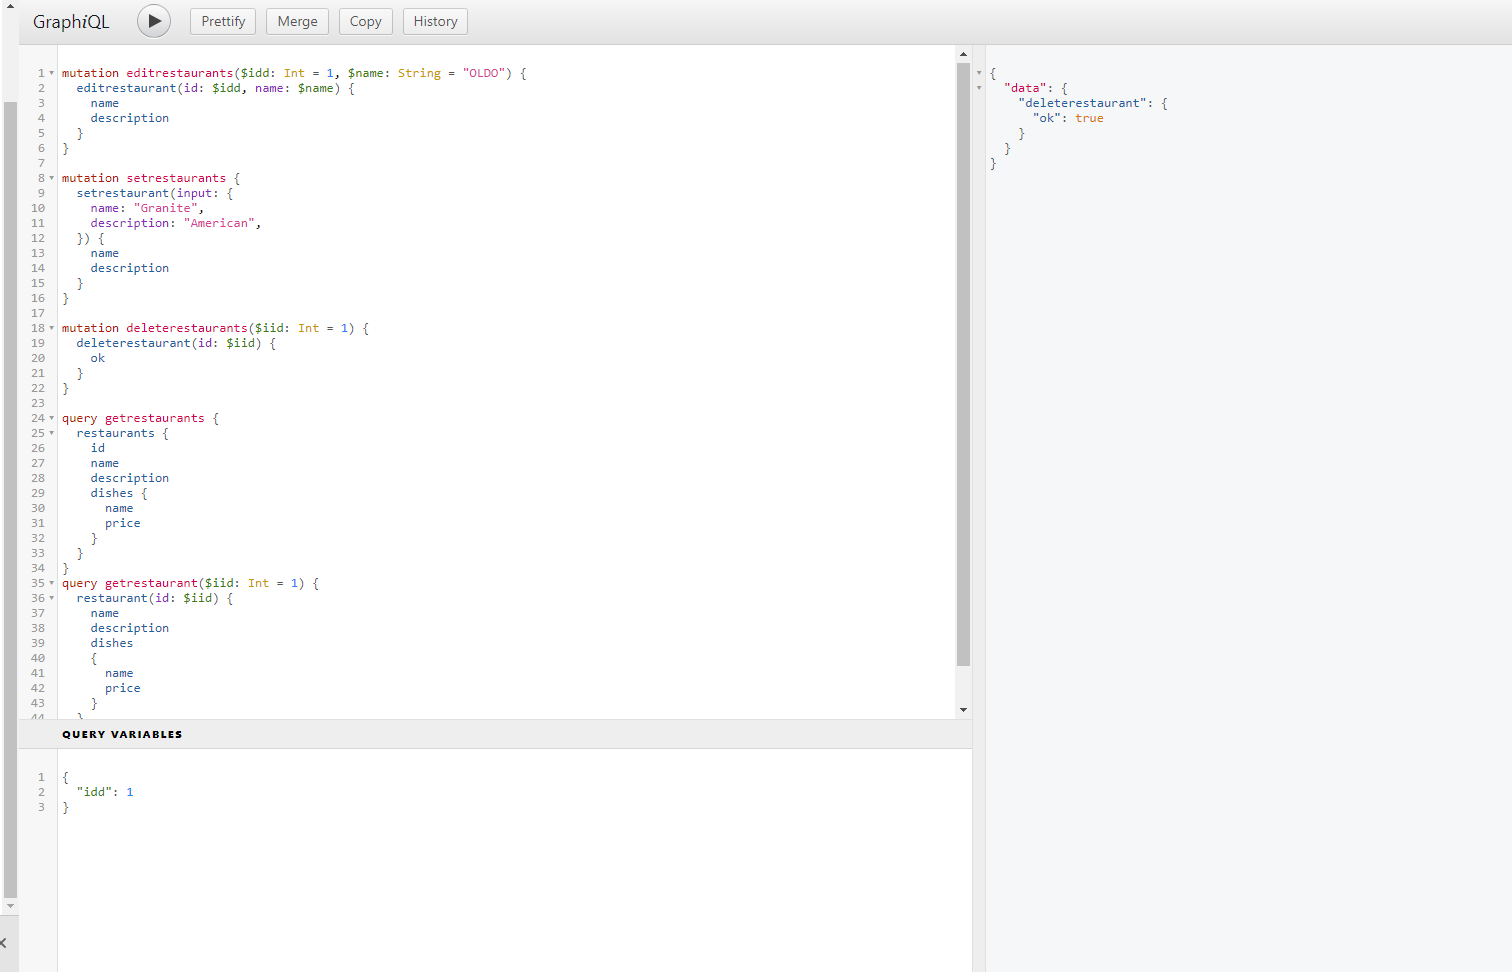 GraphiQL Prettify Merge Copy History
1 mutation editrestaurants($idd: Int = 1, $name: String = "OLDO") {
2 editrestaurant(id: $idd, name: $name) {
3 name
4 description
5 }
6 }
7
8 mutation setrestaurants {
9 setrestaurant(input: {
10 name: "Granite",
11 description: "American",
12 }) {
13 name
14 description
15 }
16 }
17
18 mutation deleterestaurants($iid: Int = 1) {
19 deleterestaurant(id: $iid) {
20 ok
21 }
22 }
23
24 query getrestaurants {
25 restaurants {
26 id
27 name
28 description
29 dishes {
30 name
31 price
32 }
33 }
34 }
35 query getrestaurant($iid: Int = 1) {
36 restaurant(id: $iid) {
37 name
38 description
39 dishes
40 {
41 name
42 price
43 }
44 }
QUERY VARIABLES
1 {
2 "idd": 1
3 }
{
"data": {
"deleterestaurant": {
"ok": true
}
}
}